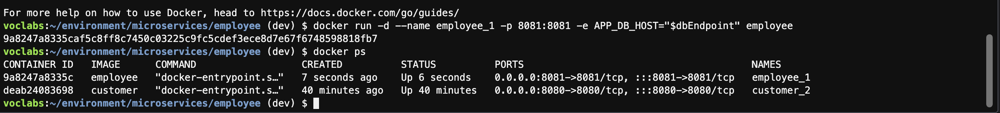 For more help on how to use Docker, head to https://docs.docker.com/go/guides/
voclabs:~/environment/microservices/employee (dev) $ docker run -d --name employee_1 -p 8081:8081 -e APP_DB_HOST="$dbEndpoint" employee
9a8247a8335caf5c8ff8c7450c03225c9fc5cdef3ece8d7e67f6748598818fb7
voclabs:~/environment/microservices/employee (dev) $ docker ps
CONTAINER ID   IMAGE      COMMAND                  CREATED          STATUS          PORTS                                       NAMES
9a8247a8335c   employee   "docker-entrypoint.s…"   7 seconds ago    Up 6 seconds    0.0.0.0:8081->8081/tcp, :::8081->8081/tcp   employee_1
deab24083698   customer   "docker-entrypoint.s…"   40 minutes ago   Up 40 minutes   0.0.0.0:8080->8080/tcp, :::8080->8080/tcp   customer_2
voclabs:~/environment/microservices/employee (dev) $